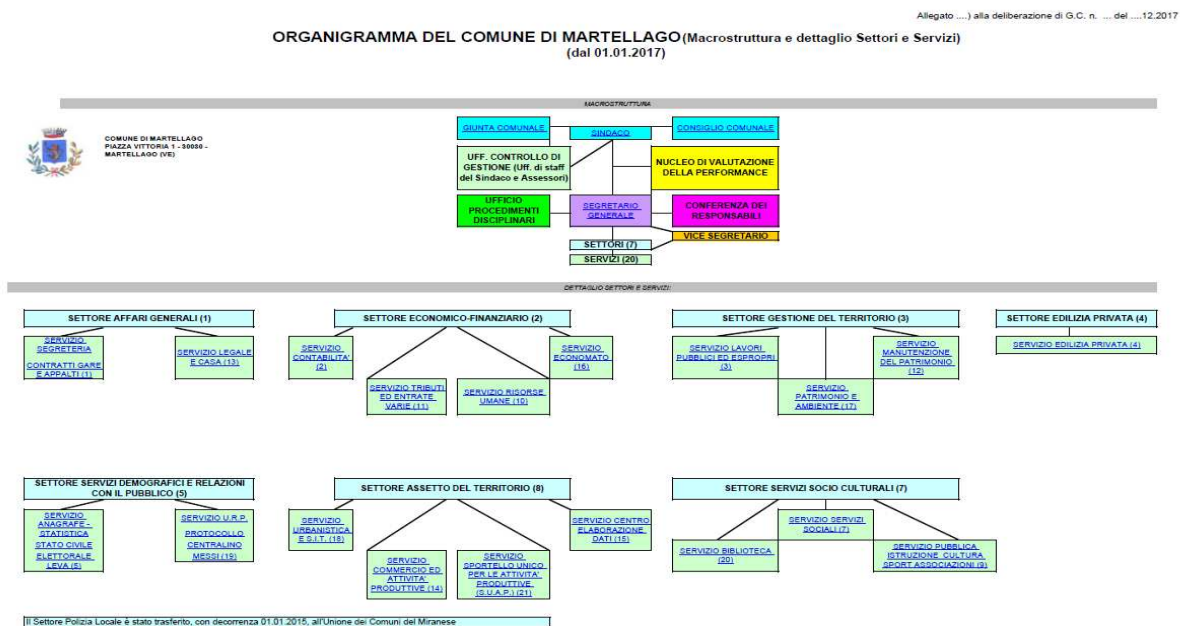 Allegato ....) alla deliberazione di G.C. n. ... del ....12.2017
ORGANIGRAMMA DEL COMUNE DI MARTELLAGO (Macrostruttura e dettaglio Settori e Servizi)
(dal 01.01.2017)
MACROSTRUTTURA
COMUNE DI MARTELLAGO
PIAZZA VITTORIA 1 - 30030 -
MARTELLAGO (VE)
GIUNTA COMUNALE
SINDACO
CONSIGLIO COMUNALE
UFF. CONTROLLO DI
GESTIONE (Uff. di staff
del Sindaco e Assessori)
NUCLEO DI VALUTAZIONE
DELLA PERFORMANCE
UFFICIO
PROCEDIMENTI
DISCIPLINARI
SEGRETARIO
GENERALE
CONFERENZA DEI
RESPONSABILI
VICE SEGRETARIO
SETTORI (7)
SERVIZI (20)
DETTAGLIO SETTORI E SERVIZI:
SETTORE AFFARI GENERALI (1)
SERVIZIO
SEGRETERIA
CONTRATTI GARE
E APPALTI (1)
SERVIZIO LEGALE
E CASA (13)
SETTORE ECONOMICO-FINANZIARIO (2)
SERVIZIO
CONTABILITA'
(2)
SERVIZIO TRIBUTI
ED ENTRATE
VARIE (11)
SERVIZIO RISORSE
UMANE (10)
SERVIZIO
ECONOMATO
(16)
SETTORE GESTIONE DEL TERRITORIO (3)
SERVIZIO LAVORI
PUBBLICI ED ESPROPRI
(3)
SERVIZIO
PATRIMONIO E
AMBIENTE (17)
SERVIZIO
MANUTENZIONE
DEL PATRIMONIO
(12)
SETTORE EDILIZIA PRIVATA (4)
SERVIZIO EDILIZIA PRIVATA (4)
SETTORE SERVIZI DEMOGRAFICI E RELAZIONI
CON IL PUBBLICO (5)
SERVIZIO
ANAGRAFE -
STATISTICA
STATO CIVILE
ELETTORALE
LEVA (5)
SERVIZIO U.R.P.
PROTOCOLLO
CENTRALINO
MESSI (19)
SETTORE ASSETTO DEL TERRITORIO (8)
SERVIZIO
URBANISTICA
E S.I.T. (18)
SERVIZIO
COMMERCIO ED
ATTIVITA'
PRODUTTIVE (14)
SERVIZIO
SPORTELLO UNICO
PER LE ATTIVITA'
PRODUTTIVE
(S.U.A.P.) (21)
SERVIZIO CENTRO
ELABORAZIONE
DATI (15)
SETTORE SERVIZI SOCIO CULTURALI (7)
SERVIZIO BIBLIOTECA
(20)
SERVIZIO SERVIZI
SOCIALI (7)
SERVIZIO PUBBLICA
ISTRUZIONE CULTURA
SPORT ASSOCIAZIONI (9)
Il Settore Polizia Locale è stato trasferito, con decorrenza 01.01.2015, all'Unione dei Comuni del Miranese